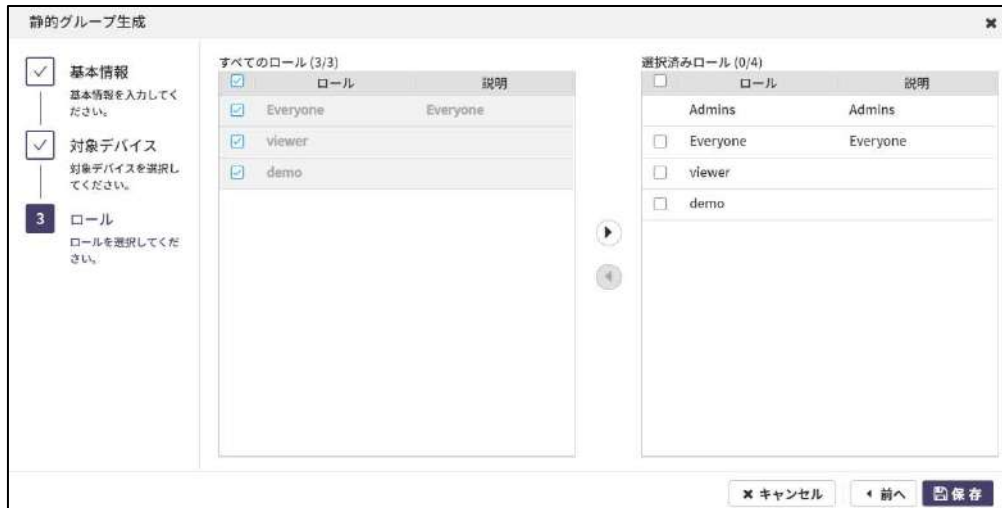 静的グループ生成
基本情報
基本情報を入力してく
ださい。
対象デバイス
対象デバイスを選択し
てください。
3
ロール
ロールを選択してくだ
さい。
すべてのロール (3/3)
ロール 説明
Everyone Everyone
viewer
demo
選択済みロール (0/4)
ロール 説明
Admins Admins
Everyone Everyone
viewer
demo
キャンセル 前へ 保存